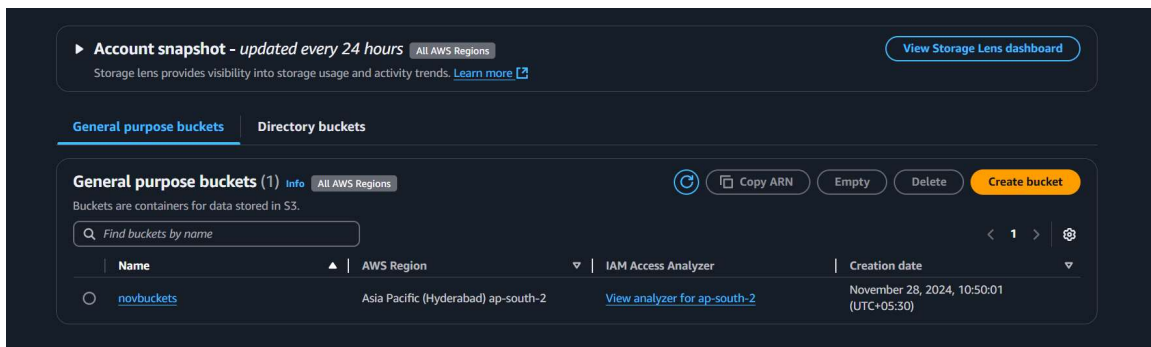 Account snapshot - updated every 24 hours All AWS Regions
View Storage Lens dashboard
Storage lens provides visibility into storage usage and activity trends. Learn more
General purpose buckets Directory buckets
General purpose buckets (1) Info All AWS Regions
Copy ARN Empty Delete Create bucket
Buckets are containers for data stored in S3.
Find buckets by name
1
Name AWS Region IAM Access Analyzer Creation date
novbuckets Asia Pacific (Hyderabad) ap-south-2 View analyzer for ap-south-2 November 28, 2024, 10:50:01
(UTC+05:30)